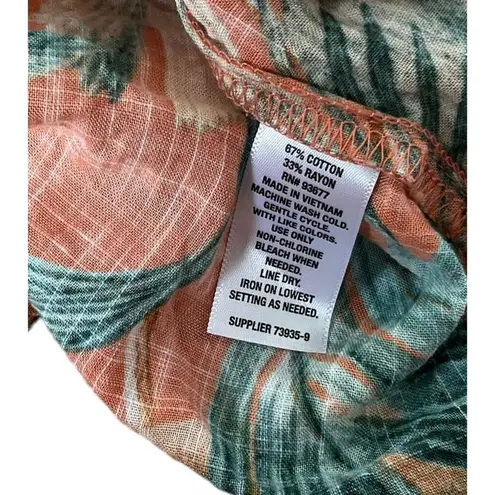 67% COTTON
33% RAYON
RN# 93677
MADE IN VIETNAM
MACHINE WASH COLD.
GENTLE CYCLE.
WITH LIKE COLORS.
USE ONLY
NON-CHLORINE
BLEACH WHEN
NEEDED.
LINE DRY.
IRON ON LOWEST
SETTING AS NEEDED.
SUPPLIER 73935-9